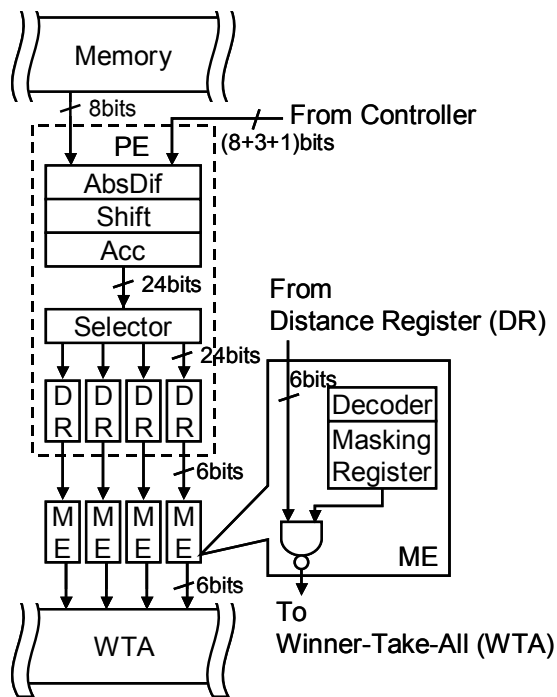 Memory
8bits
From Controller
(8+3+1)bits
PE
AbsDif
Shift
Acc
24bits
Selector
24bits
D D D D
R R R R
6bits
M M M M
E E E E
6bits
WTA
From
Distance Register (DR)
6bits
Decoder
Masking
Register
ME
To
Winner-Take-All (WTA)